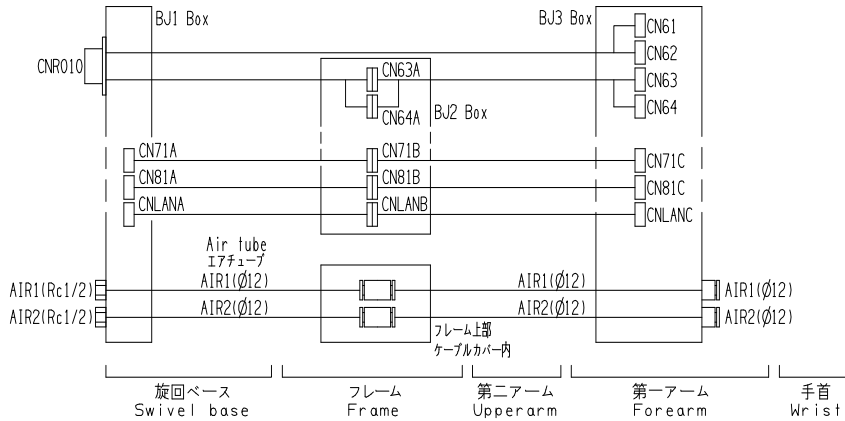 BJ1 Box
BJ3 Box
CN61
CN62
CNR010
CN63A
CN63
CN64
CN64A
BJ2 Box
CN71A
CN71B
CN71C
CN81A
CN81B
CN81C
CNLANA
CNLANB
CNLANC
Air tube
エアチューブ
AIR1(Rc1/2)
AIR1(Ø12)
AIR1(Ø12)
AIR1(Ø12)
AIR2(Rc1/2)
AIR2(Ø12)
AIR2(Ø12)
AIR2(Ø12)
フレーム上部
ケーブルカバー内
旋回ベース
フレーム
第二アーム
第一アーム
手首
Swivel base
Frame
Upperarm
Forearm
Wrist